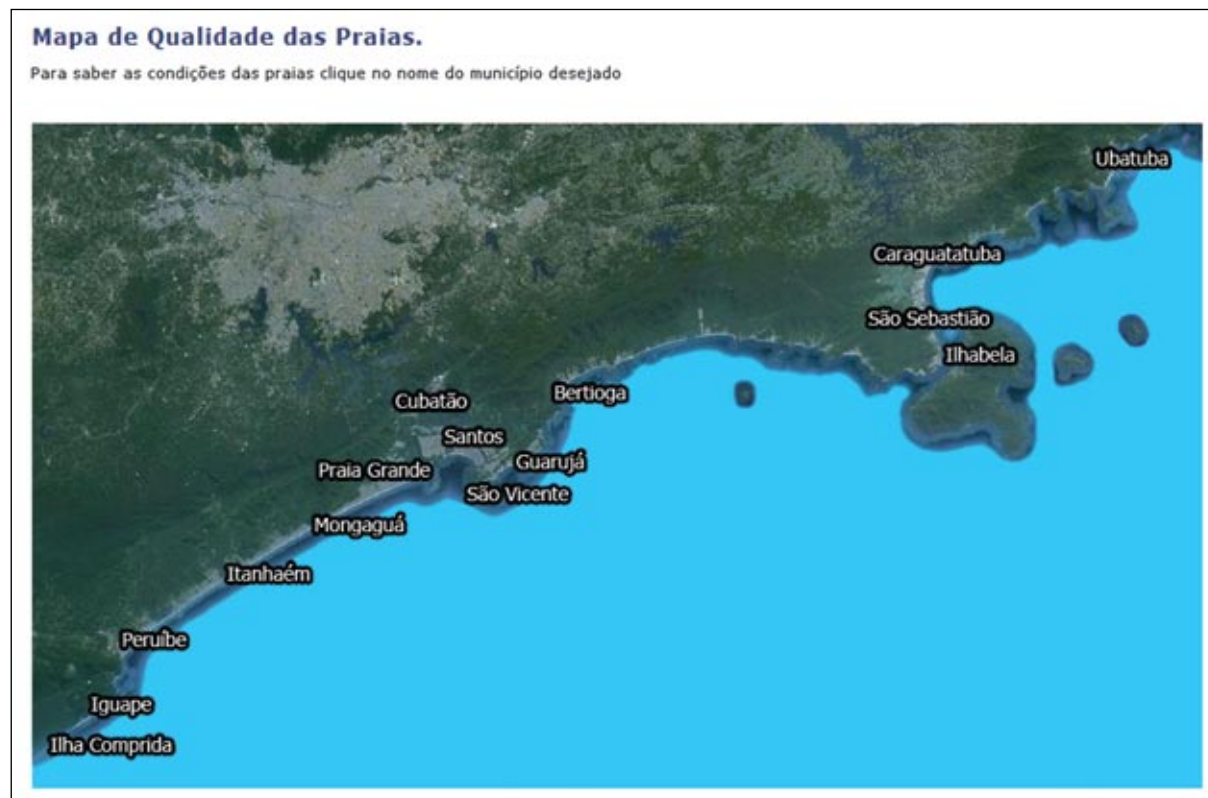 Mapa de Qualidade das Praias.
Para saber as condições das praias clique no nome do município desejado
Ubatuba
Caraguatatuba
São Sebastião
Ilhabela
Bertioga
Cubatão
Santos
Guarujá
Praia Grande
São Vicente
Mongaguá
Itanhaém
Peruíbe
Iguape
Ilha Comprida